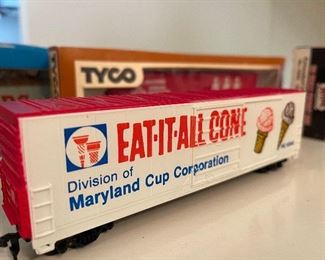 TYCO
EAT-IT-ALL CONE
Division of
Maryland Cup Corporation